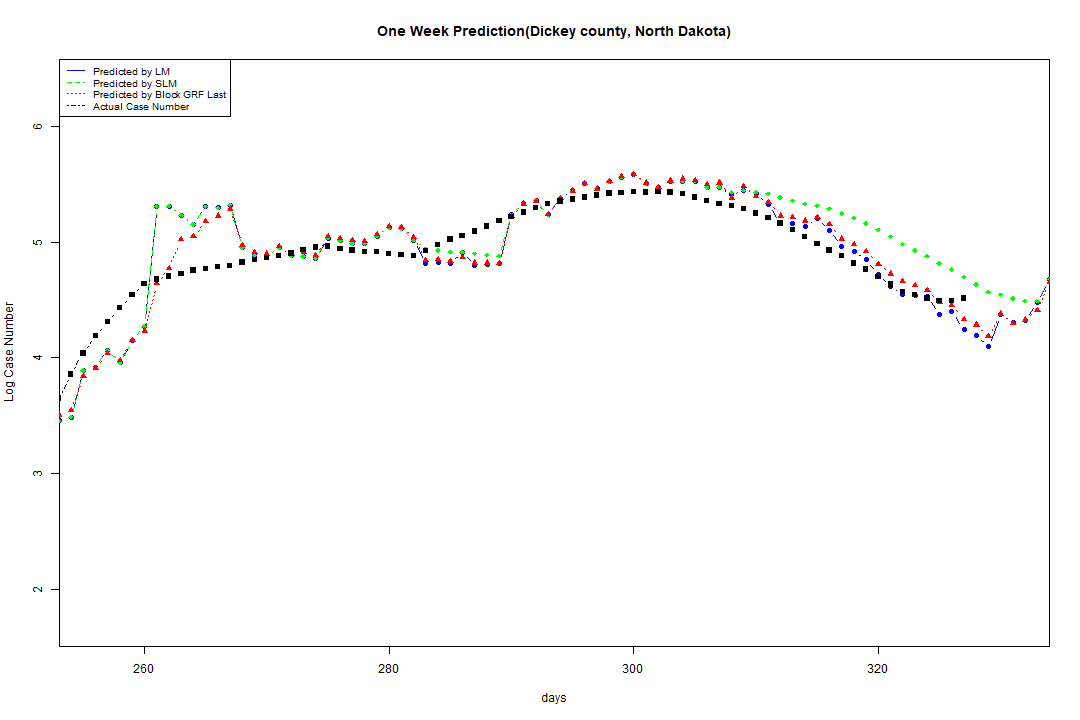 One Week Prediction(Dickey county, North Dakota)
Predicted by LM
Predicted by SLM
Predicted by Block GRF Last
Actual Case Number
6
5
4
3
2
Log Case Number
260 280 300 320
days